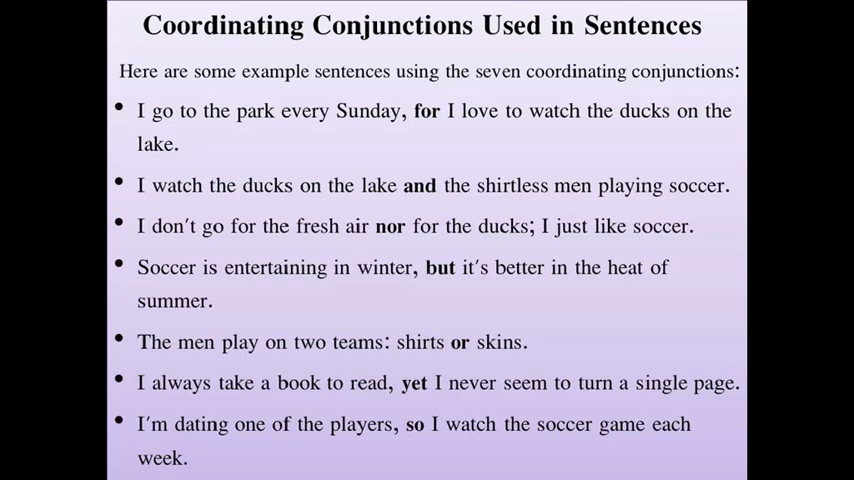 Coordinating Conjunctions Used in Sentences
Here are some example sentences using the seven coordinating conjunctions:
• I go to the park every Sunday, for I love to watch the ducks on the
lake.
• I watch the ducks on the lake and the shirtless men playing soccer.
• I don't go for the fresh air nor for the ducks; I just like soccer.
• Soccer is entertaining in winter, but it's better in the heat of
summer.
• The men play on two teams: shirts or skins.
• I always take a book to read, yet I never seem to turn a single page.
• I'm dating one of the players, so I watch the soccer game each
week.